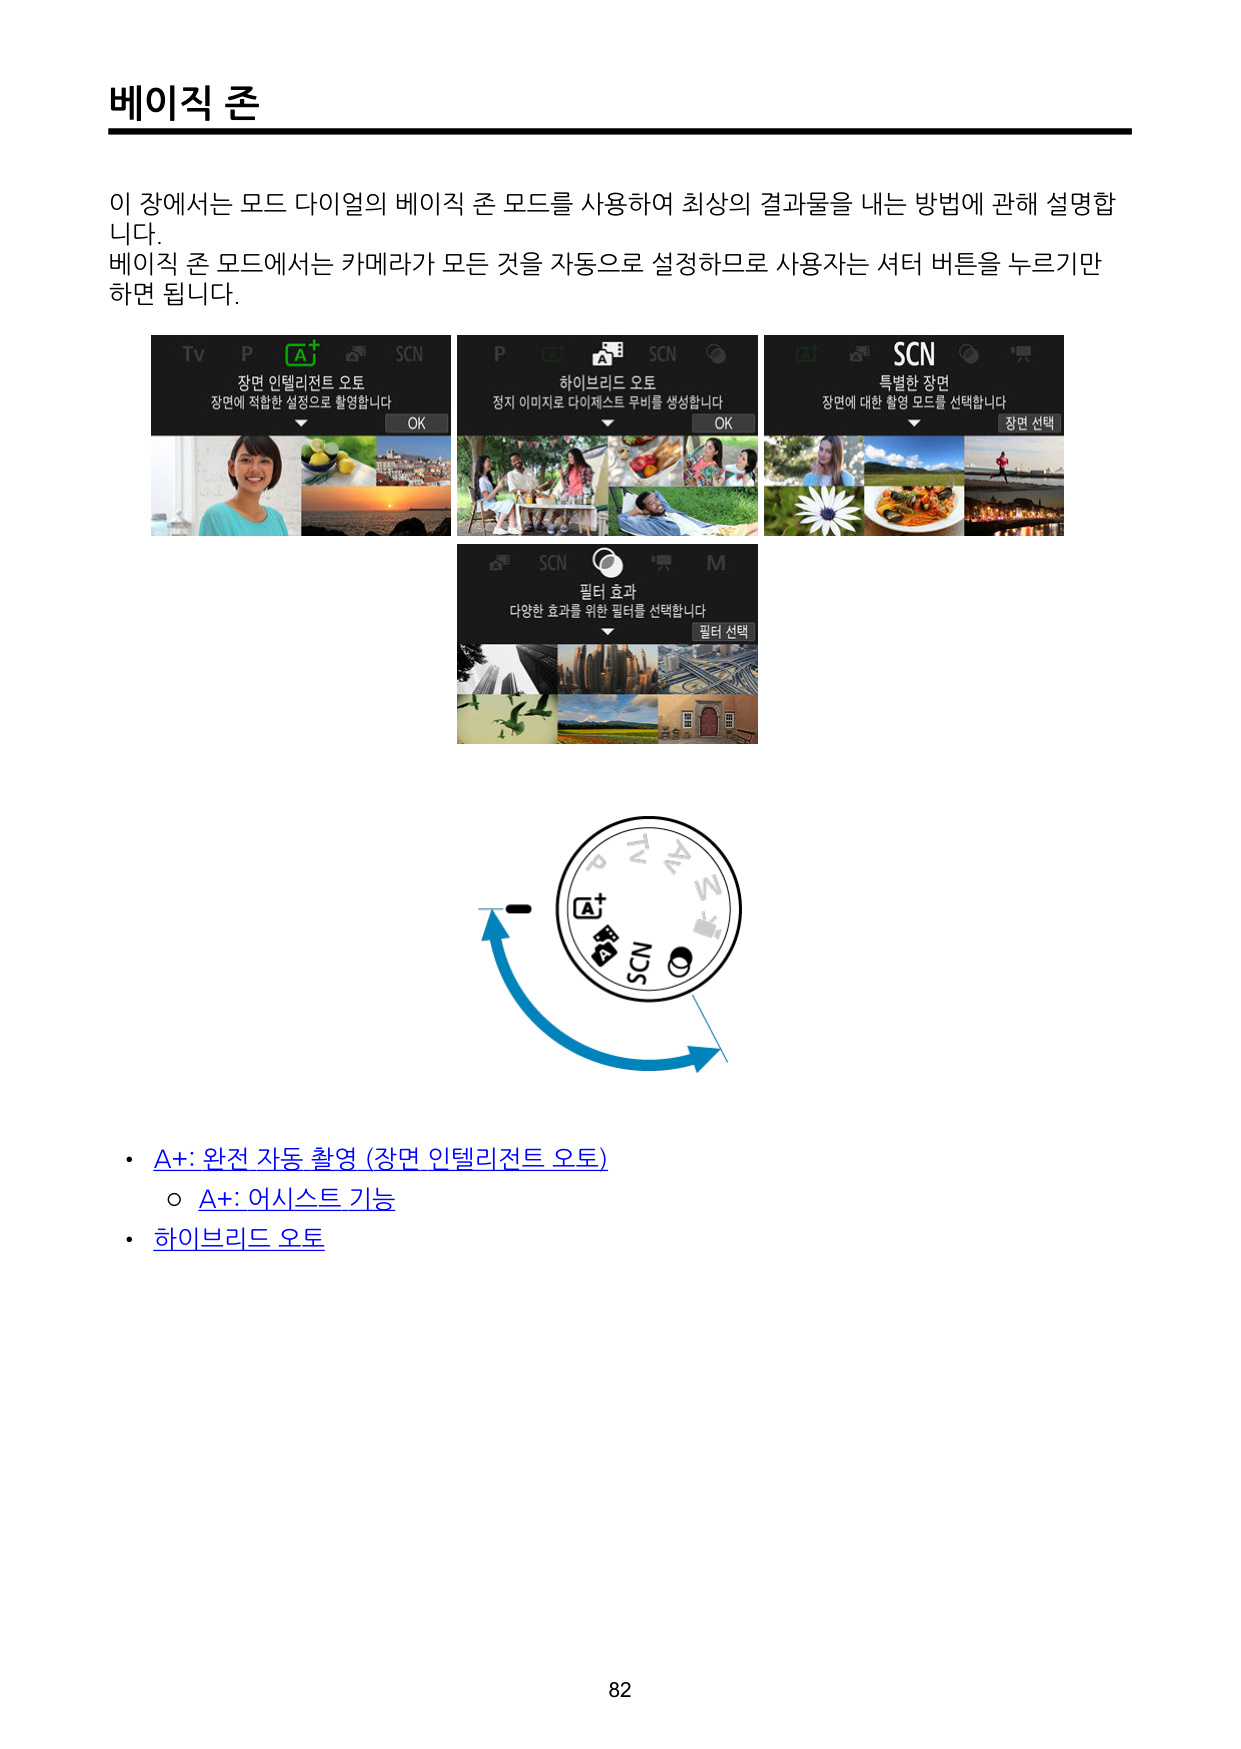 베이직 존
이 장에서는 모드 다이얼의 베이직 존 모드를 사용하여 최상의 결과물을 내는 방법에 관해 설명합
니다.
베이직 존 모드에서는 카메라가 모든 것을 자동으로 설정하므로 사용자는 셔터 버튼을 누르기만
하면 됩니다.
Tv P A+ A SCN
장면 인텔리전트 오토
장면에 적합한 설정으로 촬영합니다
OK
P A+ A SCN
하이브리드 오토
정지 이미지로 다이제스트 무비를 생성합니다
OK
A+ A SCN
특별한 장면
장면에 대한 촬영 모드를 선택합니다
장면 선택
A SCN M
필터 효과
다양한 효과를 위한 필터를 선택합니다
필터 선택
P Tv Av M
A+
A
SCN
• A+: 완전 자동 촬영 (장면 인텔리전트 오토)
○ A+: 어시스트 기능
• 하이브리드 오토
82